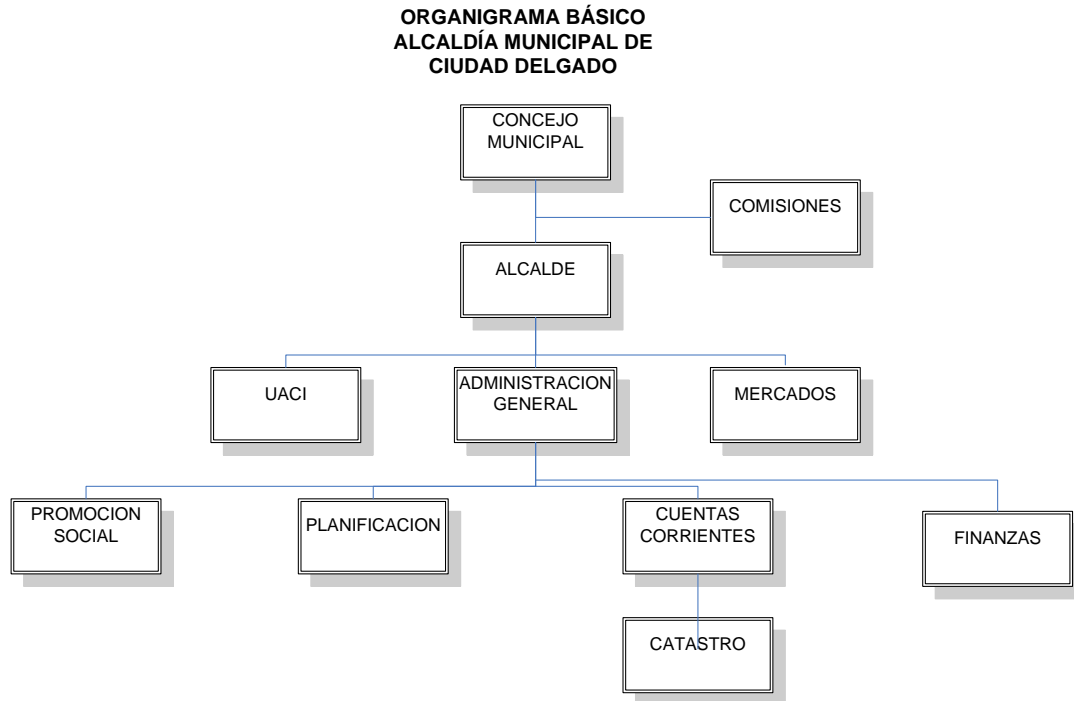 ORGANIGRAMA BÁSICO
ALCALDÍA MUNICIPAL DE
CIUDAD DELGADO
CONCEJO
MUNICIPAL
COMISIONES
ALCALDE
UACI
ADMINISTRACION
GENERAL
MERCADOS
PROMOCION
SOCIAL
PLANIFICACION
CUENTAS
CORRIENTES
FINANZAS
CATASTRO